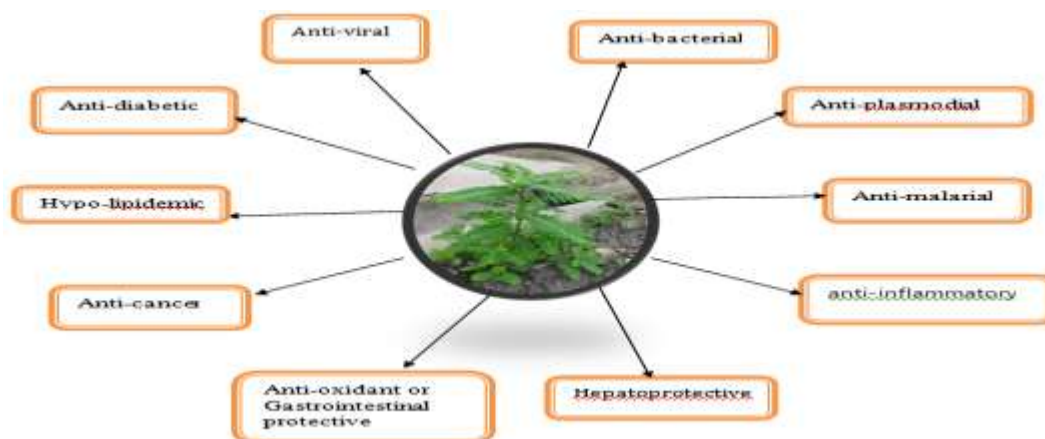 Anti-viral
Anti-bacterial
Anti-diabetic
Anti-plasmodial
Hypo-lipidemic
Anti-malarial
Anti-cancer
anti-inflammatory
Anti-oxidant or
Gastrointestinal
protective
Hepatoprotective